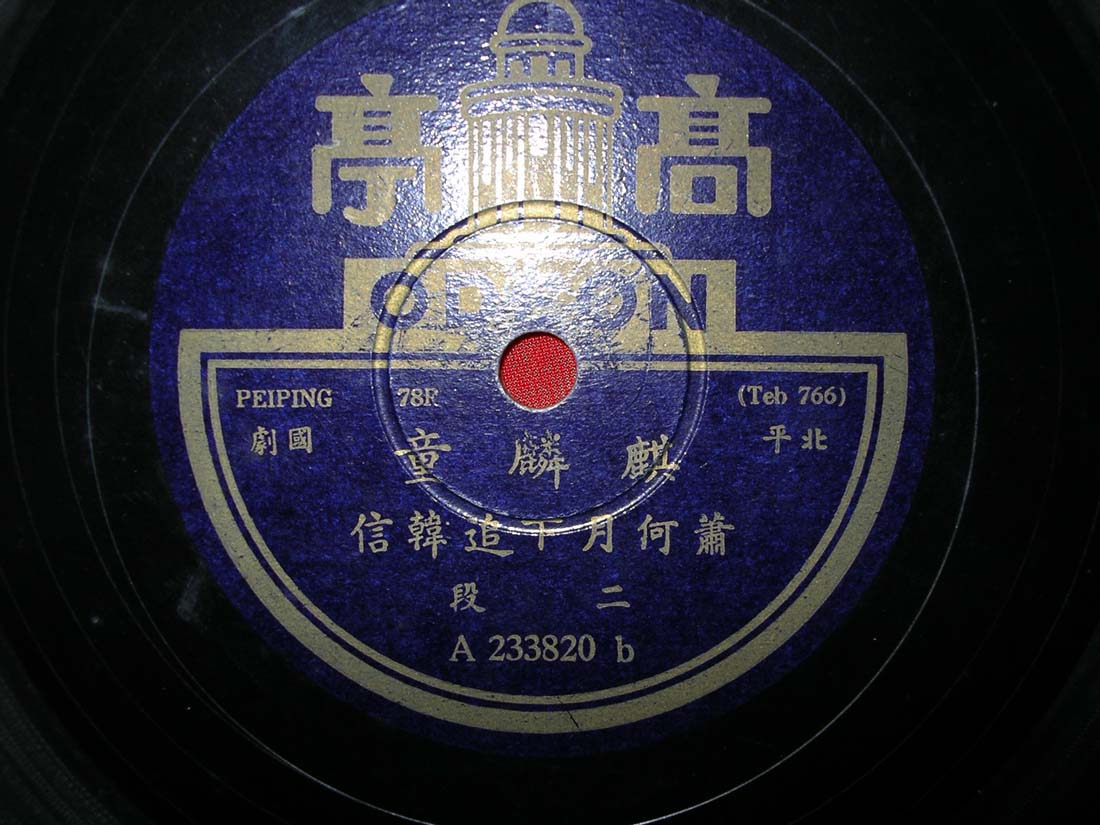 高亭
ODEON
PEIPING 78R (Teb 766)
北平 國劇
麒麟童
蕭何月下追韓信
二段
A 233820 b